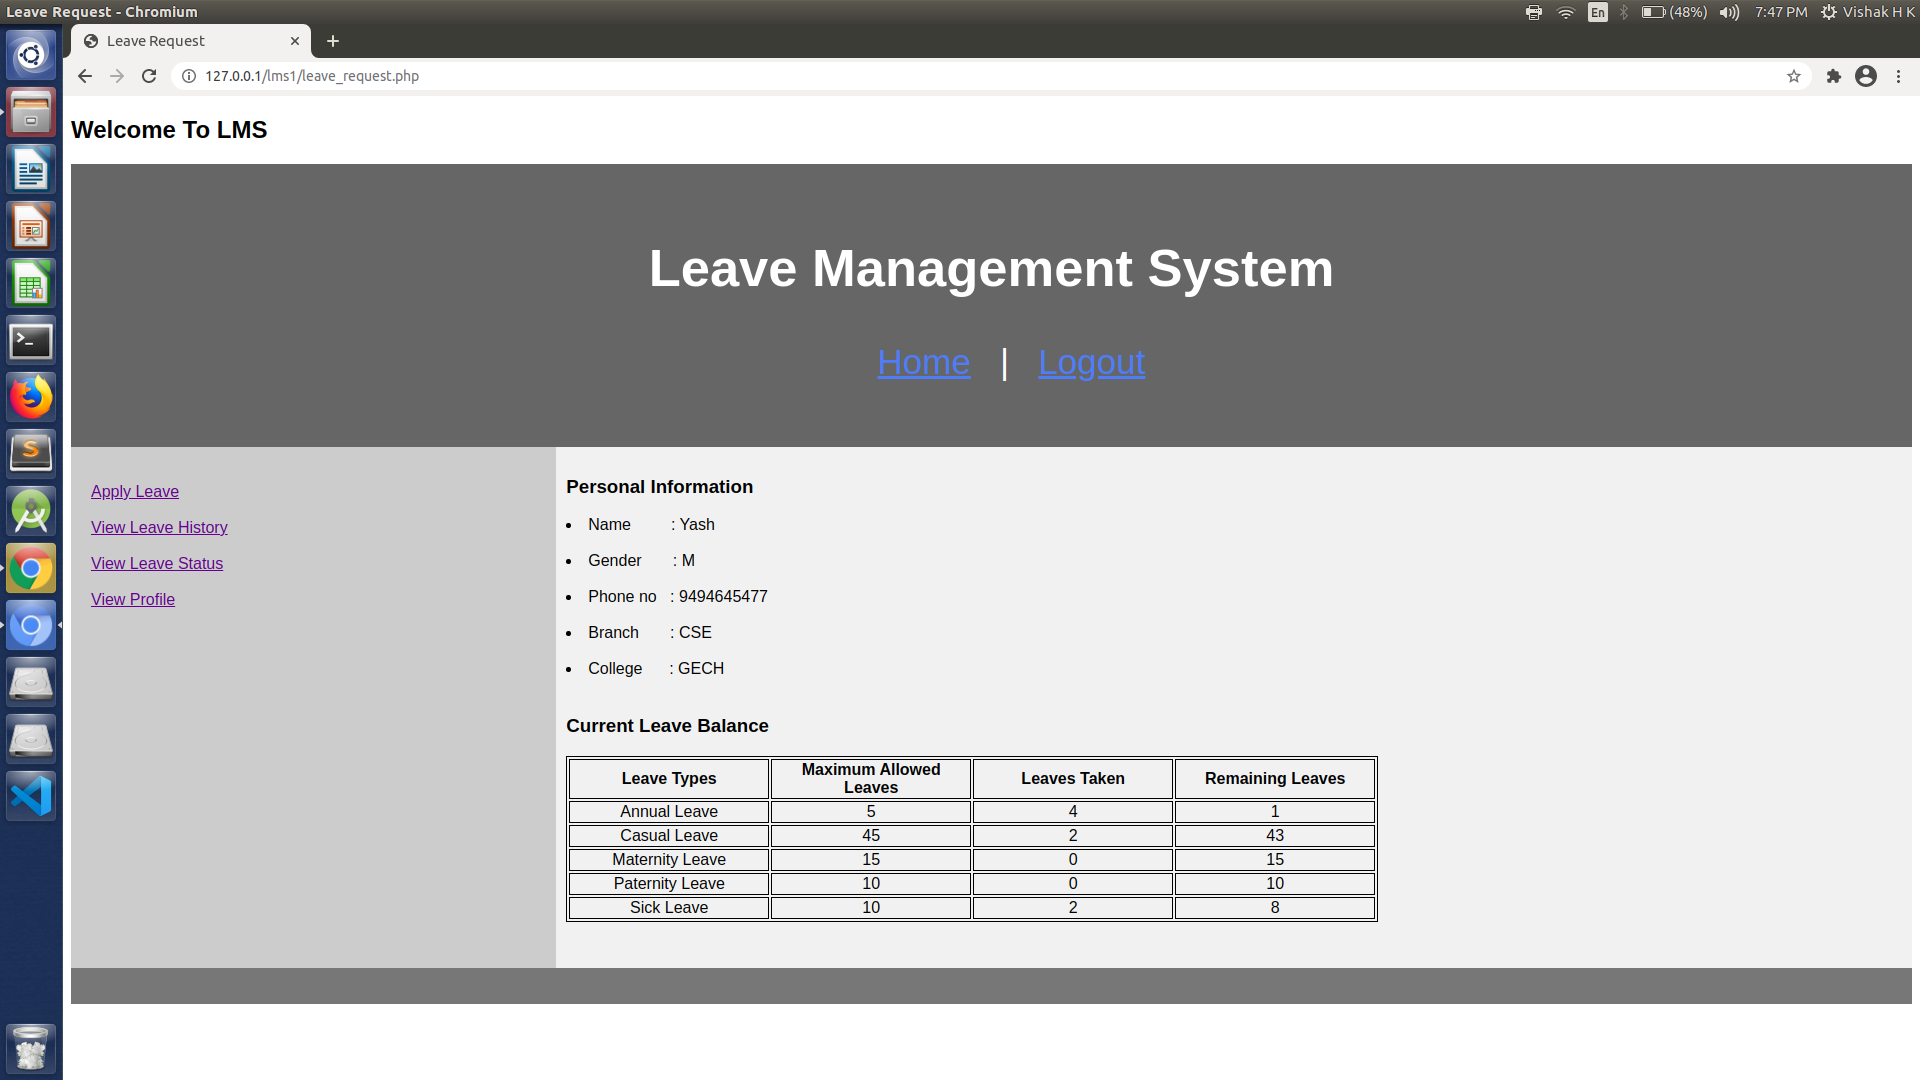 Leave Request - Chromium
En
(48%)
7:47 PM
Vishak H K
Leave Request
127.0.0.1/lms1/leave_request.php
Welcome To LMS
Leave Management System
Home | Logout
Apply Leave
View Leave History
View Leave Status
View Profile
Personal Information
Name : Yash
Gender : M
Phone no : 9494645477
Branch : CSE
College : GECH
Current Leave Balance
Leave Types Maximum Allowed Leaves Leaves Taken Remaining Leaves
Annual Leave 5 4 1
Casual Leave 45 2 43
Maternity Leave 15 0 15
Paternity Leave 10 0 10
Sick Leave 10 2 8